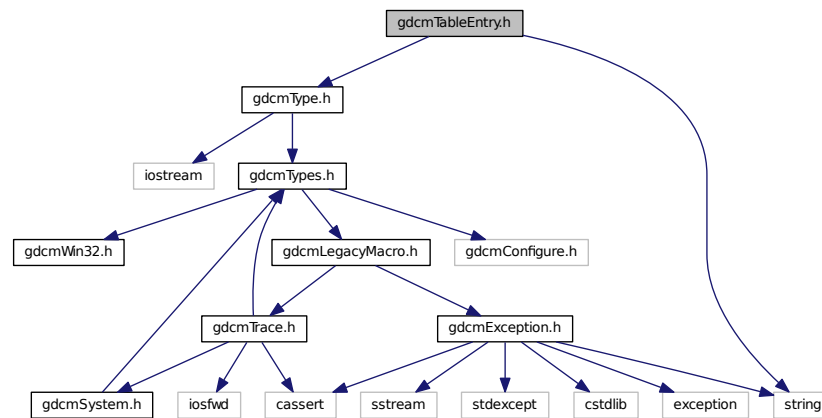 gdcmTableEntry.h
gdcmType.h
iostream
gdcmTypes.h
gdcmWin32.h
gdcmLegacyMacro.h
gdcmConfigure.h
gdcmTrace.h
gdcmException.h
gdcmSystem.h
iosfwd
cassert
sstream
stdexcept
cstdlib
exception
string